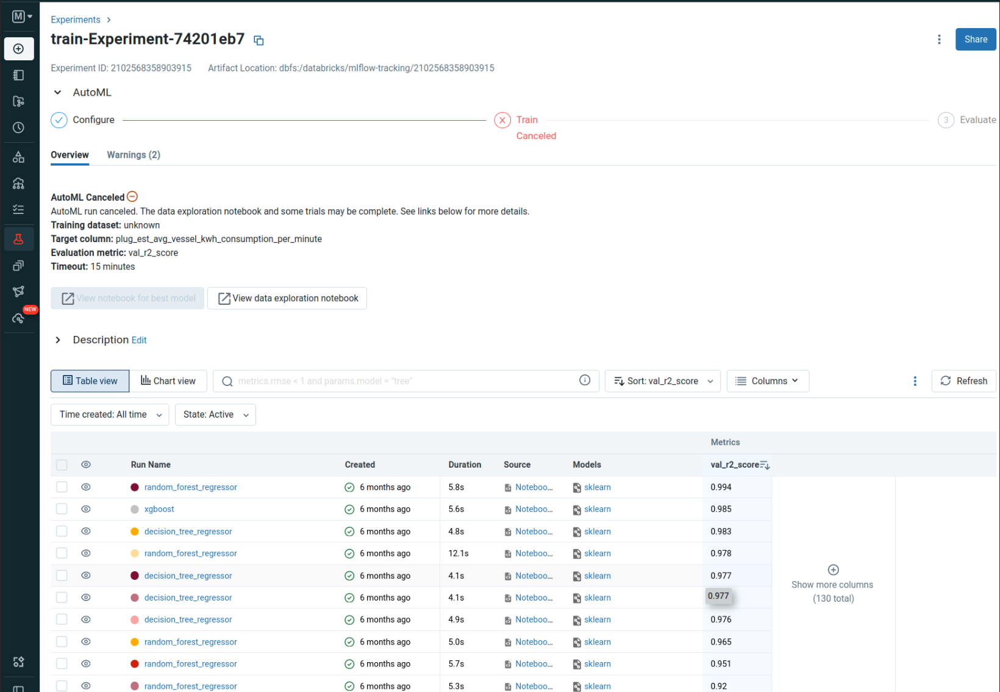 M
Experiments
train-Experiment-74201eb7
Share
Experiment ID: 2102568358903915 Artifact Location: dbfs:/databricks/mlflow-tracking/2102568358903915
AutoML
Configure Train 3 Evaluate
Canceled
Overview Warnings (2)
AutoML Canceled
AutoML run canceled. The data exploration notebook and some trials may be complete. See links below for more details.
Training dataset: unknown
Target column: plug_est_avg_vessel_kwh_consumption_per_minute
Evaluation metric: val_r2_score
Timeout: 15 minutes
View notebook for best model View data exploration notebook
NEW
Description Edit
Table view Chart view metrics.rmse < 1 and params.model = "tree" Sort: val_r2_score Columns Refresh
Time created: All time State: Active
Metrics
Run Name Created Duration Source Models val_r2_score
random_forest_regressor 6 months ago 5.8s Noteboo... sklearn 0.994
xgboost 6 months ago 5.6s Noteboo... sklearn 0.985
decision_tree_regressor 6 months ago 4.8s Noteboo... sklearn 0.983
random_forest_regressor 6 months ago 12.1s Noteboo... sklearn 0.978
decision_tree_regressor 6 months ago 4.1s Noteboo... sklearn 0.977
decision_tree_regressor 6 months ago 4.1s Noteboo... sklearn 0.977
decision_tree_regressor 6 months ago 4.9s Noteboo... sklearn 0.976
random_forest_regressor 6 months ago 5.0s Noteboo... sklearn 0.965
random_forest_regressor 6 months ago 5.7s Noteboo... sklearn 0.951
random_forest_regressor 6 months ago 5.3s Noteboo... sklearn 0.92
Show more columns
(130 total)